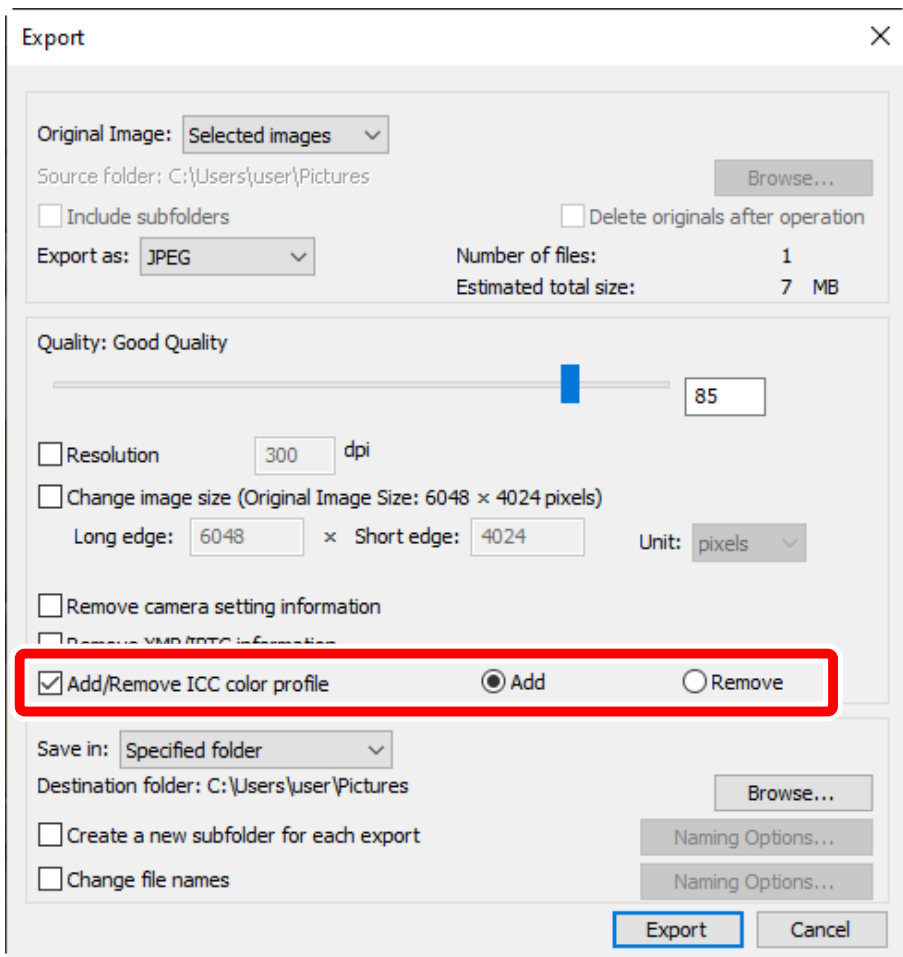 Export
Original Image: Selected images
Source folder: C:\Users\user\Pictures Browse...
Include subfolders Delete originals after operation
Export as: JPEG Number of files: 1
Estimated total size: 7 MB
Quality: Good Quality
85
Resolution 300 dpi
Change image size (Original Image Size: 6048 × 4024 pixels)
Long edge: 6048 × Short edge: 4024 Unit: pixels
Remove camera setting information
Remove XMP/IPTC information
Add/Remove ICC color profile Add Remove
Save in: Specified folder
Destination folder: C:\Users\user\Pictures Browse...
Create a new subfolder for each export Naming Options...
Change file names Naming Options...
Export Cancel